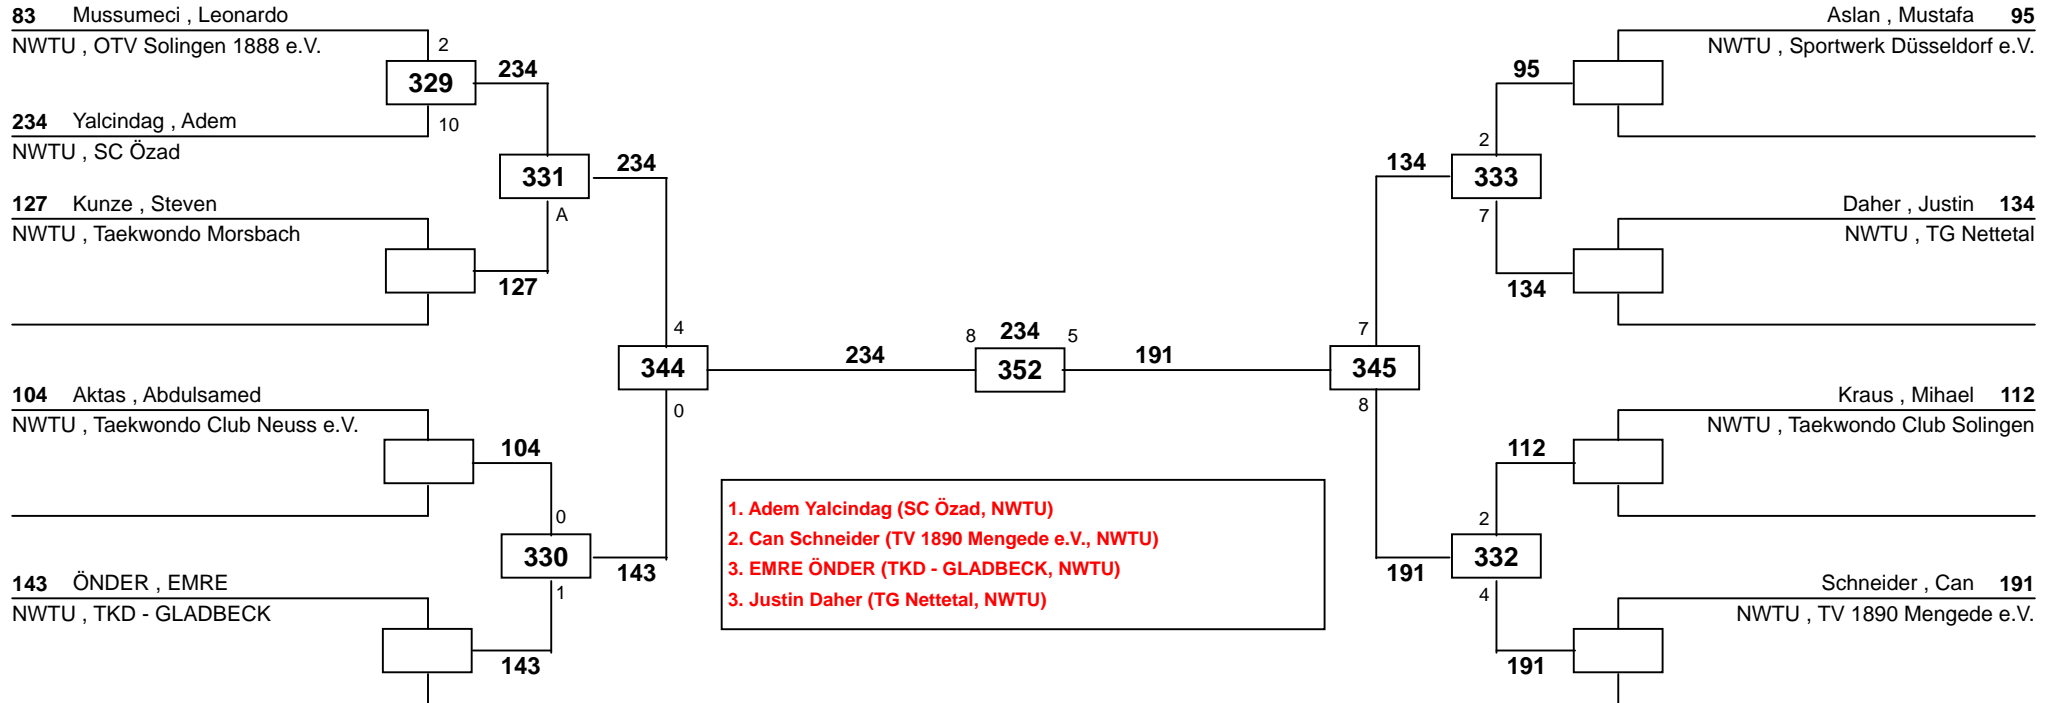 83 Mussumeci , Leonardo
NWTU , OTV Solingen 1888 e.V.
2
329
234
10
234 Yalcindag , Adem
NWTU , SC Özad
331
234
A
127 Kunze , Steven
NWTU , Taekwondo Morsbach
127
4
344
234
0
104 Aktas , Abdulsamed
NWTU , Taekwondo Club Neuss e.V.
104
0
330
143
1
143 ÖNDER , EMRE
NWTU , TKD - GLADBECK
143
8 234 5
352
191
1. Adem Yalcindag (SC Özad, NWTU)
2. Can Schneider (TV 1890 Mengede e.V., NWTU)
3. EMRE ÖNDER (TKD - GLADBECK, NWTU)
3. Justin Daher (TG Nettetal, NWTU)
Aslan , Mustafa 95
NWTU , Sportwerk Düsseldorf e.V.
95
2
134
333
7
Daher , Justin 134
NWTU , TG Nettetal
134
7
345
8
Kraus , Mihael 112
NWTU , Taekwondo Club Solingen
112
2
332
191
4
Schneider , Can 191
NWTU , TV 1890 Mengede e.V.
191